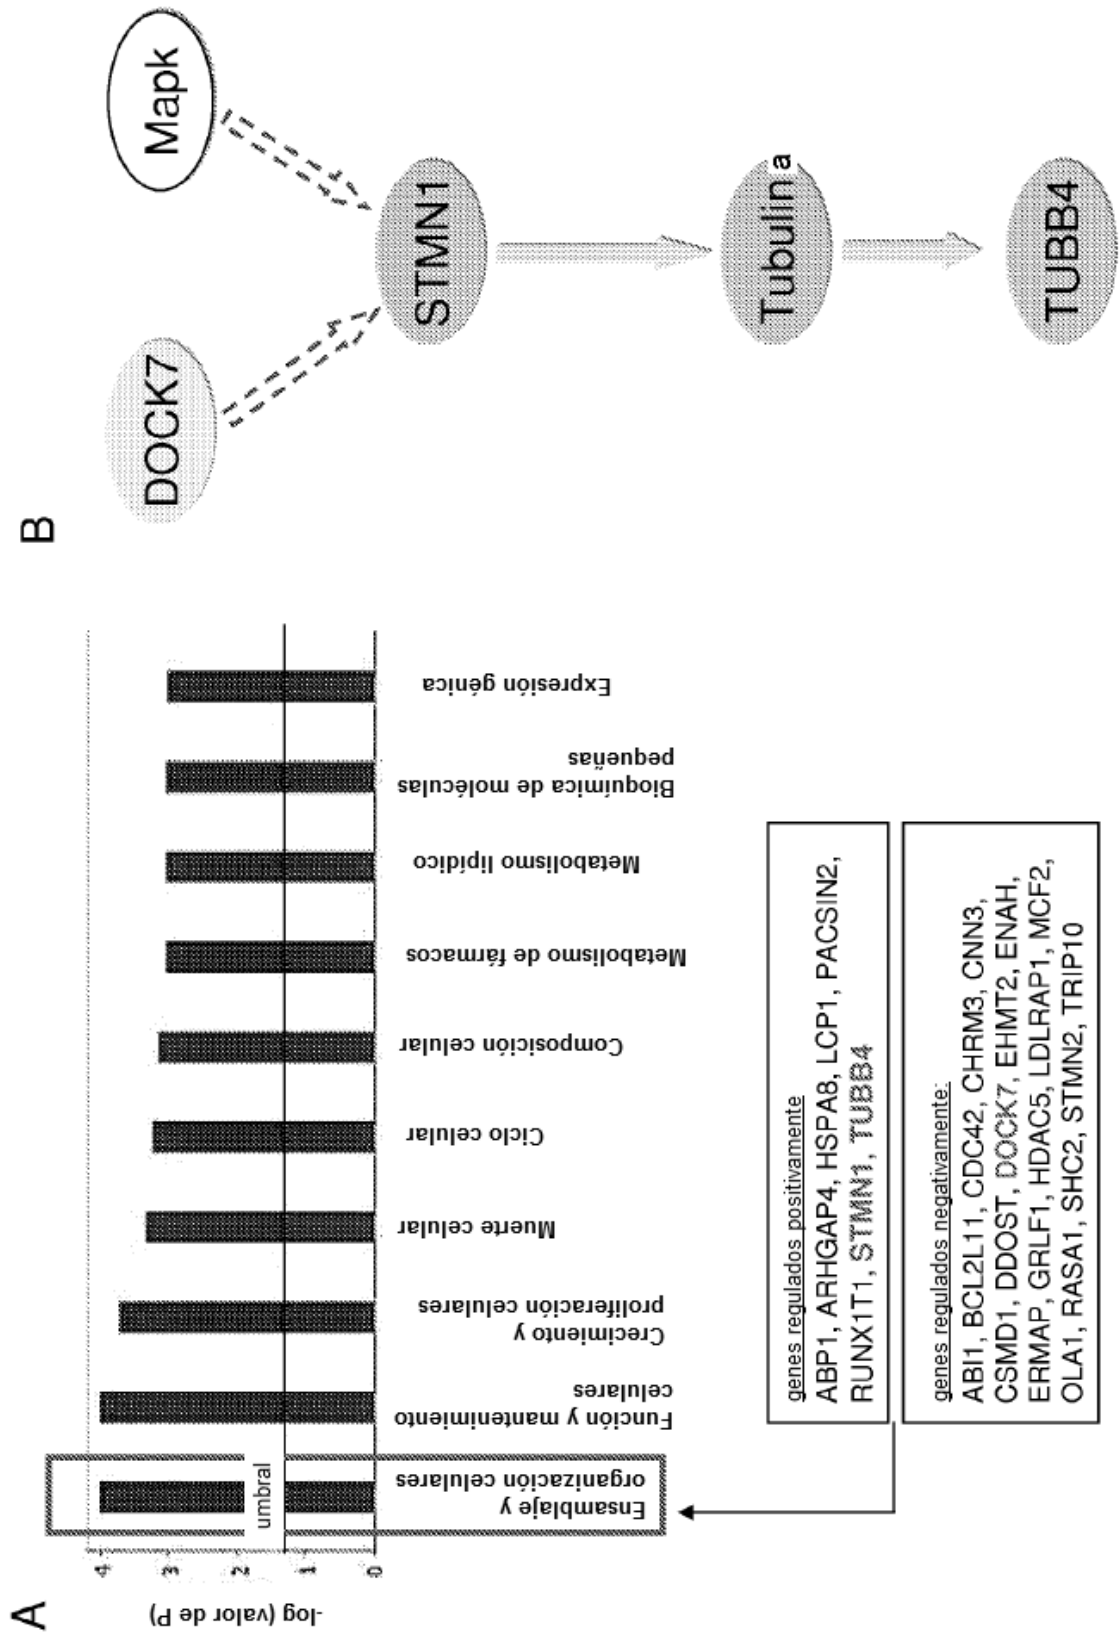 A
-log (valor de P)
4
3
2
1
0
umbral
Ensamblaje y
organización celulares
Función y mantenimiento
celulares
Crecimiento y
proliferación celulares
Muerte celular
Ciclo celular
Composición celular
Metabolismo de fármacos
Metabolismo lipídico
Bioquímica de moléculas
pequeñas
Expresión génica
genes regulados positivamente
ABP1, ARHGAP4, HSPA8, LCP1, PACSIN2,
RUNX1T1, STMN1, TUBB4
genes regulados negativamente:
ABI1, BCL2L11, CDC42, CHRM3, CNN3,
CSMD1, DDOST, DOCK7, EHMT2, ENAH,
ERMAP, GRLF1, HDAC5, LDLRAP1, MCF2,
OLA1, RASA1, SHC2, STMN2, TRIP10
B
DOCK7
Mapk
STMN1
Tubulin a
TUBB4